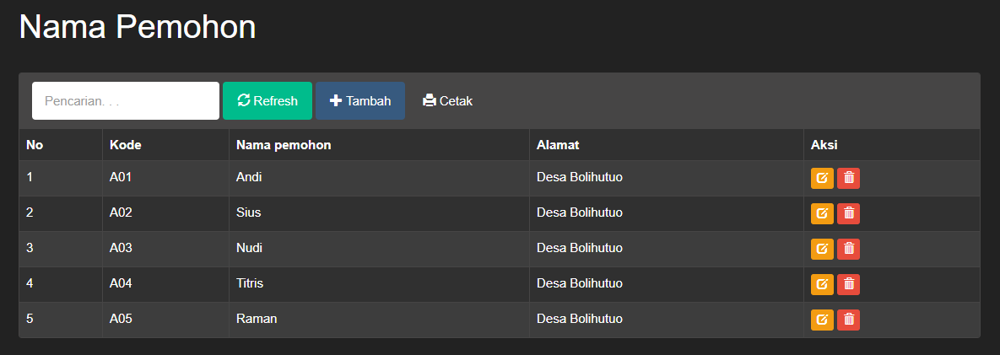 Nama Pemohon
Pencarian. . . Refresh Tambah Cetak
No Kode Nama pemohon Alamat Aksi
1 A01 Andi Desa Bolihutuo
2 A02 Sius Desa Bolihutuo
3 A03 Nudi Desa Bolihutuo
4 A04 Titris Desa Bolihutuo
5 A05 Raman Desa Bolihutuo